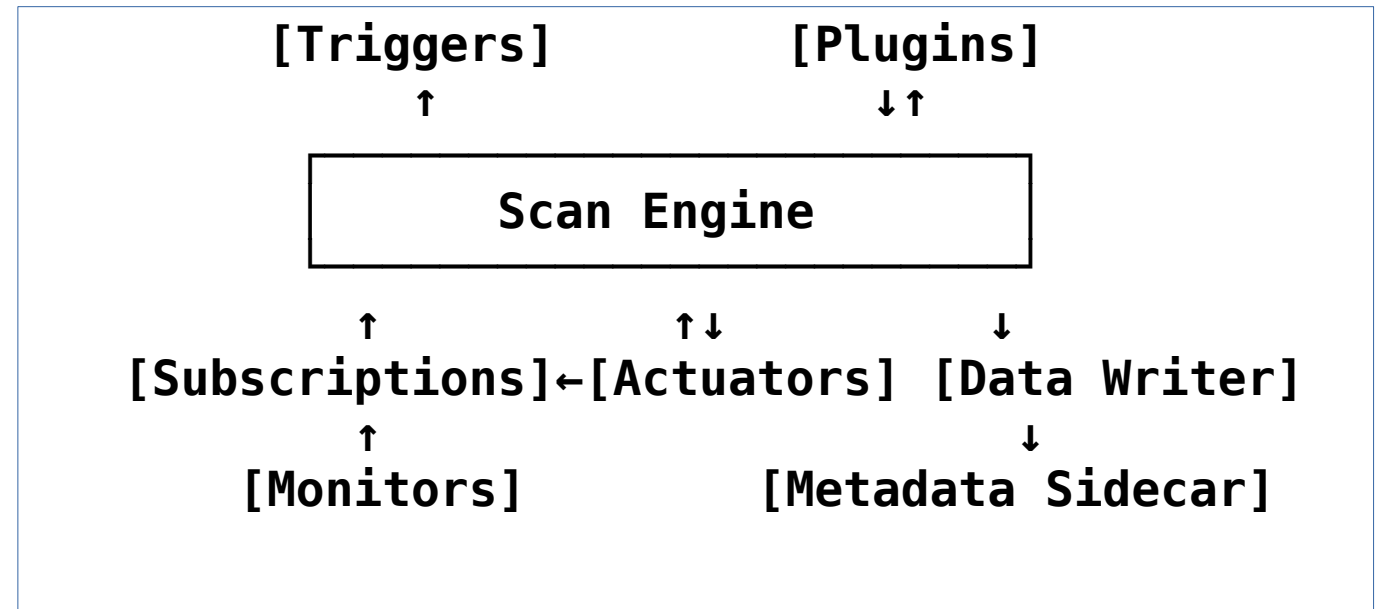 [Triggers] [Plugins]
↑ ↓↑
Scan Engine
↑ ↑↓ ↓
[Subscriptions]←[Actuators] [Data Writer]
↑ ↓
[Monitors] [Metadata Sidecar]